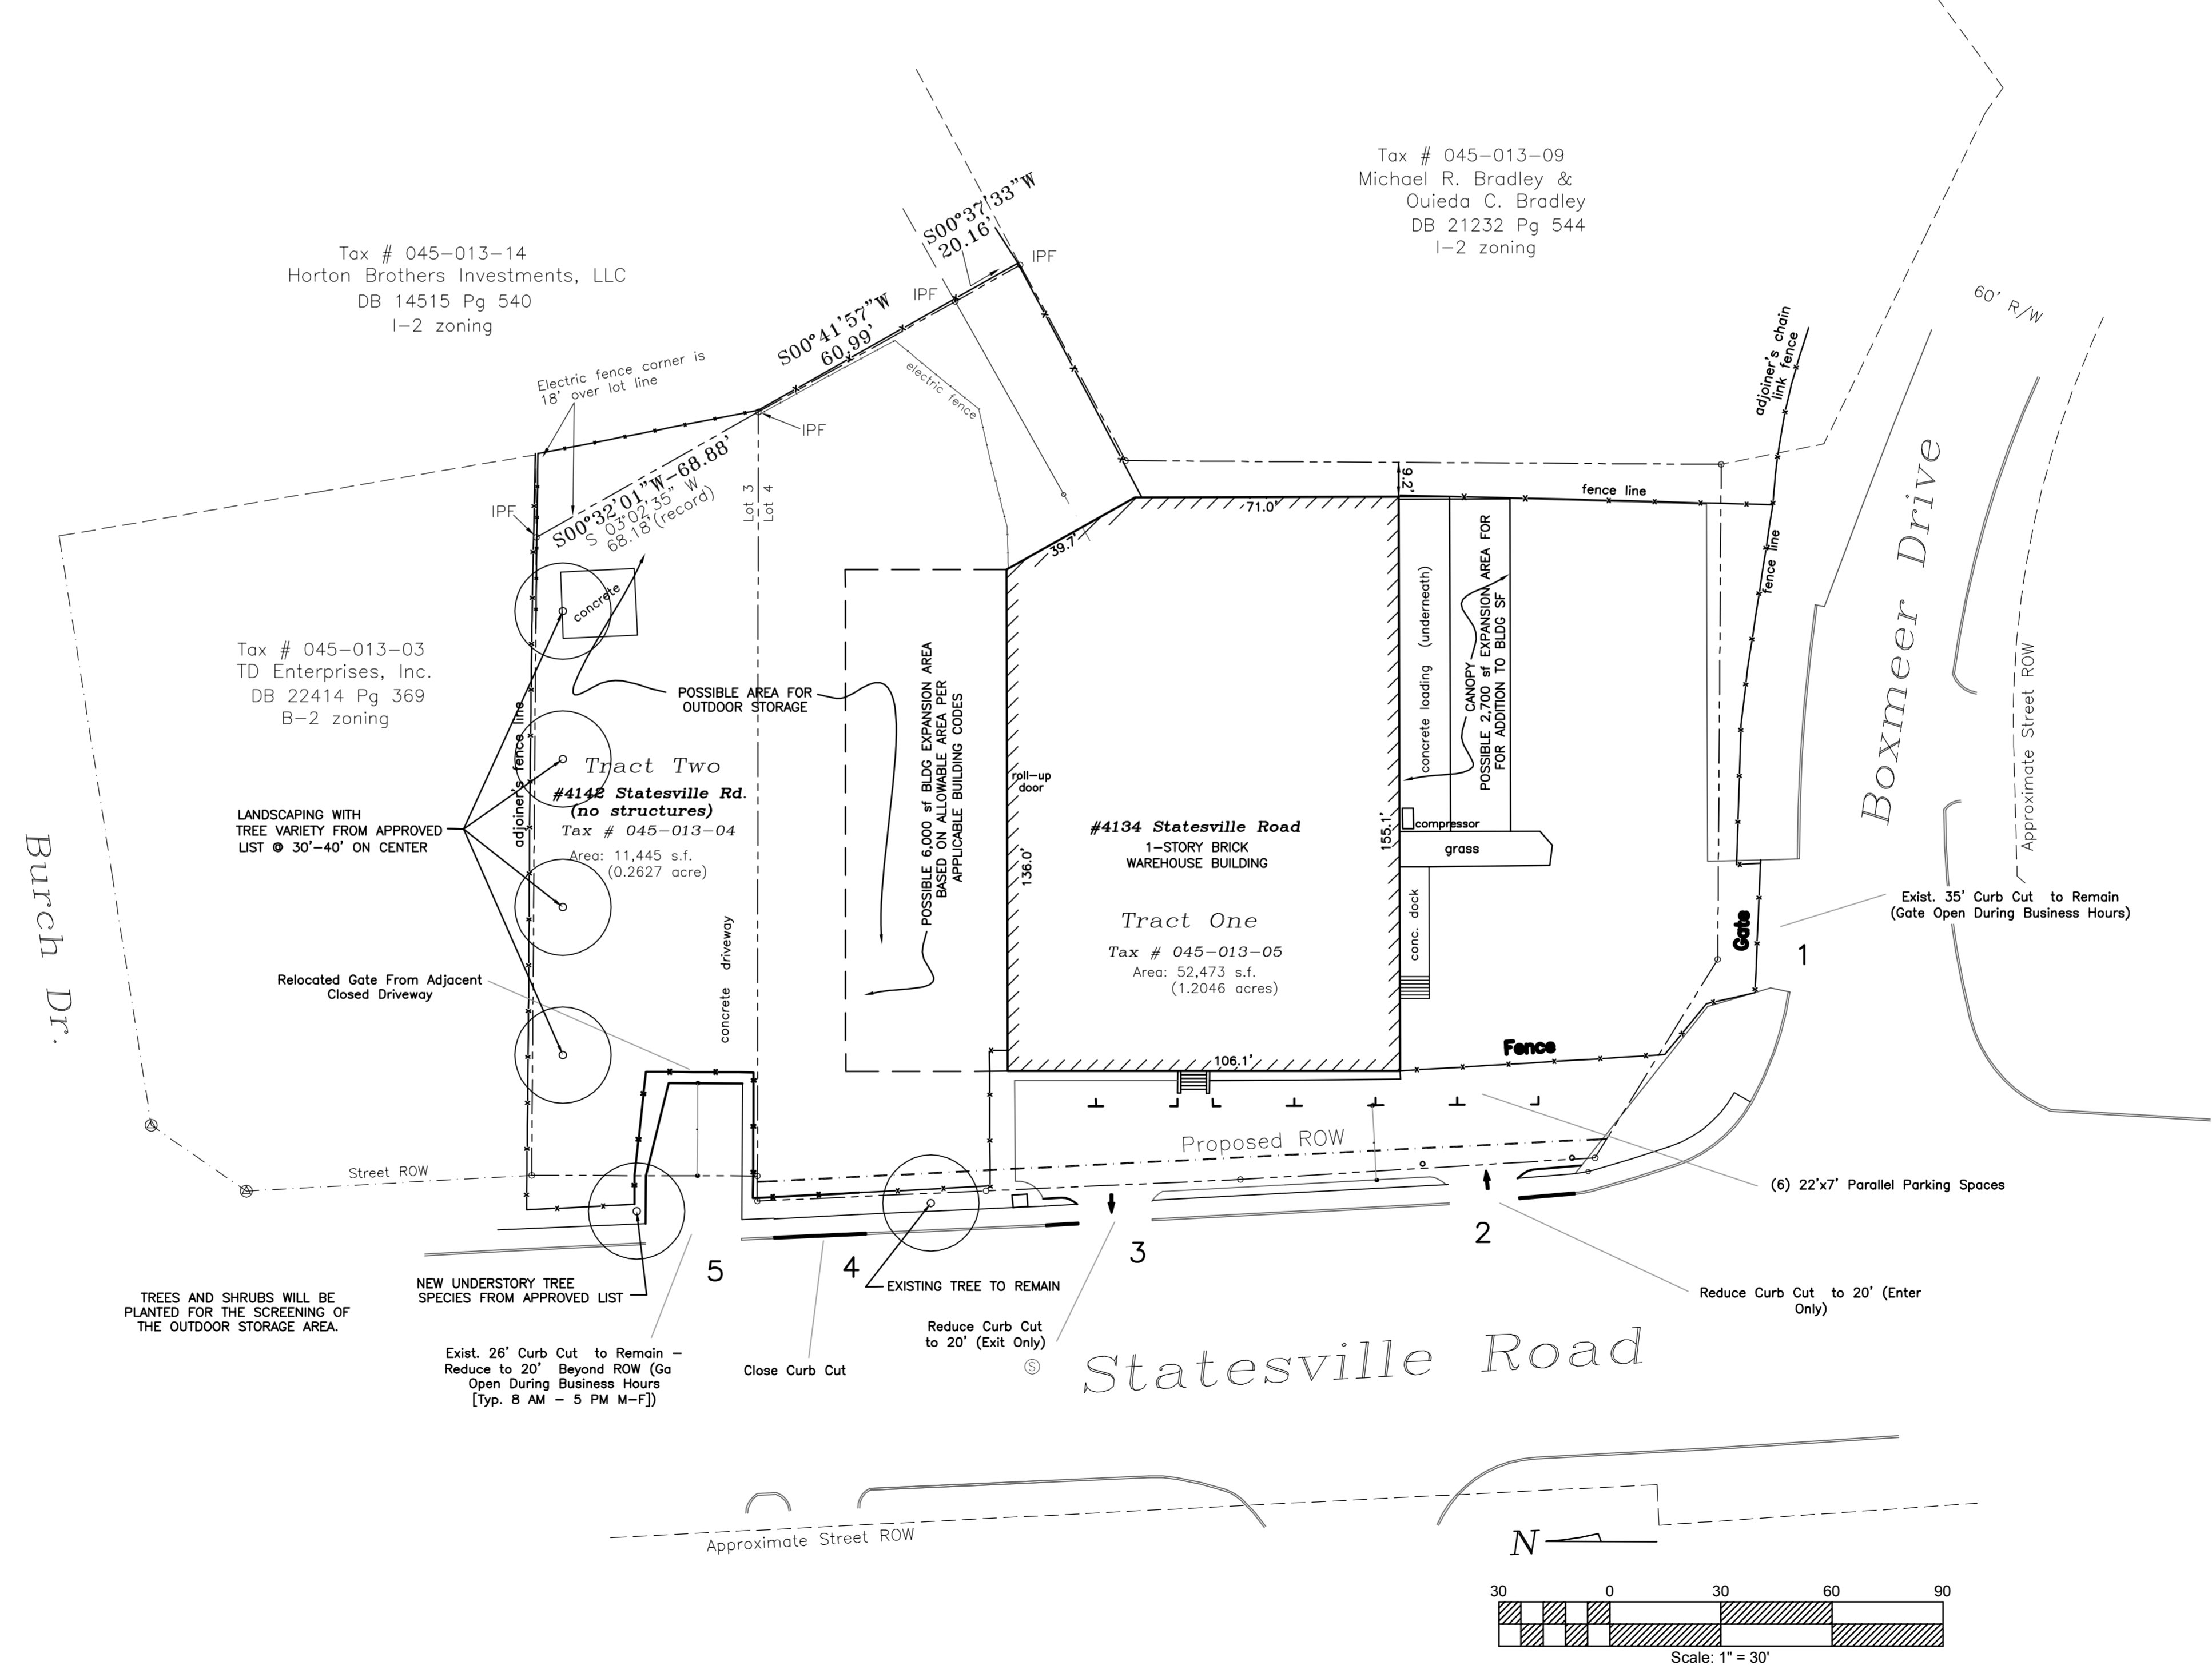 Tax # 045-013-09
Michael R. Bradley &
Ouieda C. Bradley
DB 21232 Pg 544
I-2 zoning
Tax # 045-013-14
Horton Brothers Investments, LLC
DB 14515 Pg 540
I-2 zoning
S00°37'33"W
20.16'
IPF
IPF
S00°41'57"W
60.99'
60' R/W
adjoiner's chain
link fence
Electric fence corner is
18' over lot line
electric fence
IPF
Boxmeer Drive
IPF
S00°32'01"W-68.88'
S 03°02'35" W
68.18'(record)
Lot 3
Lot 4
39.7'
71.0'
9.2'
fence line
fence line
Approximate Street ROW
concrete
Tax # 045-013-03
TD Enterprises, Inc.
DB 22414 Pg 369
B-2 zoning
adjoiner's fence line
POSSIBLE AREA FOR
OUTDOOR STORAGE
Tract Two
#4142 Statesville Rd.
(no structures)
Tax # 045-013-04
Area: 11,445 s.f.
(0.2627 acre)
POSSIBLE 6,000 sf BLDG EXPANSION AREA
BASED ON ALLOWABLE AREA PER
APPLICABLE BUILDING CODES
roll-up
door
136.0'
#4134 Statesville Road
1-STORY BRICK
WAREHOUSE BUILDING
Tract One
Tax # 045-013-05
Area: 52,473 s.f.
(1.2046 acres)
155.1'
concrete loading (underneath)
CANOPY
POSSIBLE 2,700 sf EXPANSION AREA FOR
FOR ADDITION TO BLDG SF
compressor
grass
conc. dock
LANDSCAPING WITH
TREE VARIETY FROM APPROVED
LIST @ 30'-40' ON CENTER
Burch Dr.
Exist. 35' Curb Cut to Remain
(Gate Open During Business Hours)
Gate
1
Relocated Gate From Adjacent
Closed Driveway
concrete driveway
106.1'
Fence
Proposed ROW
Street ROW
(6) 22'x7' Parallel Parking Spaces
5
4
3
2
NEW UNDERSTORY TREE
SPECIES FROM APPROVED LIST
EXISTING TREE TO REMAIN
TREES AND SHRUBS WILL BE
PLANTED FOR THE SCREENING OF
THE OUTDOOR STORAGE AREA.
Reduce Curb Cut to 20' (Enter
Only)
Reduce Curb Cut
to 20' (Exit Only)
S
Exist. 26' Curb Cut to Remain -
Reduce to 20' Beyond ROW (Ga
Open During Business Hours
[Typ. 8 AM - 5 PM M-F])
Close Curb Cut
Statesville Road
Approximate Street ROW
N
30 0 30 60 90
Scale: 1" = 30'